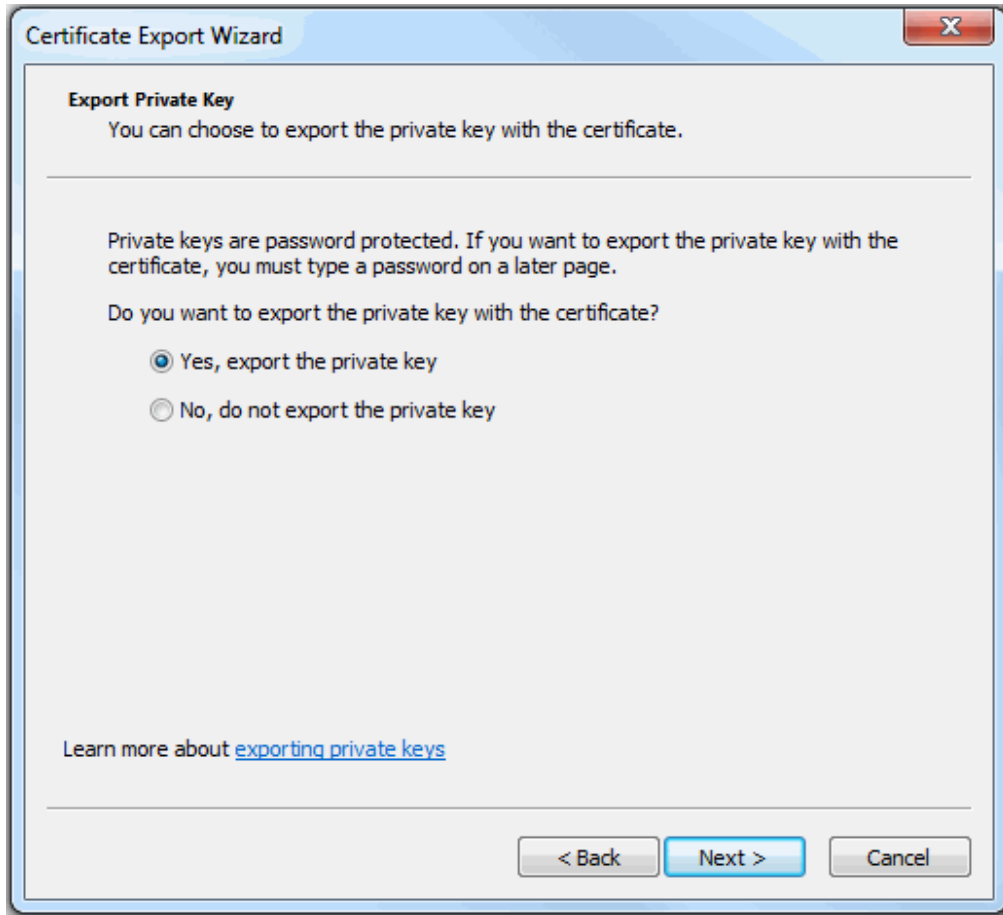 Certificate Export Wizard
Export Private Key
You can choose to export the private key with the certificate.
Private keys are password protected. If you want to export the private key with the
certificate, you must type a password on a later page.
Do you want to export the private key with the certificate?
Yes, export the private key
No, do not export the private key
Learn more about exporting private keys
< Back Next > Cancel